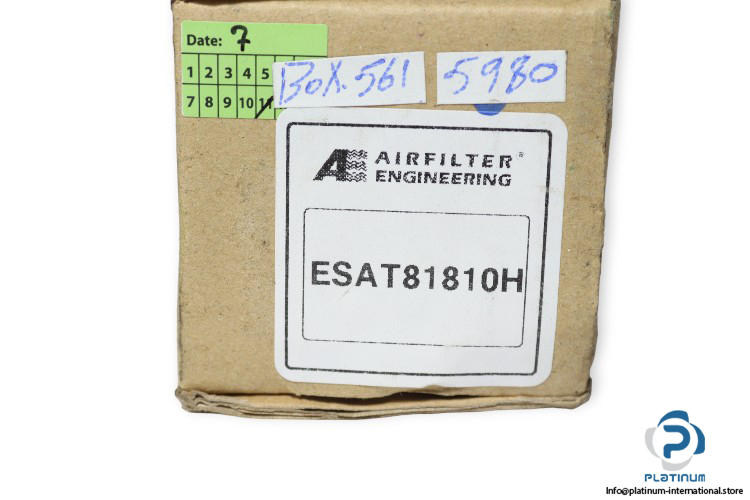 Date: 7
1 2 3 4 5
7 8 9 10 11
BOX.561
5980
AE AIRFILTER®
ENGINEERING
ESAT81810H
PLATINUM
Info@platinum-international.store